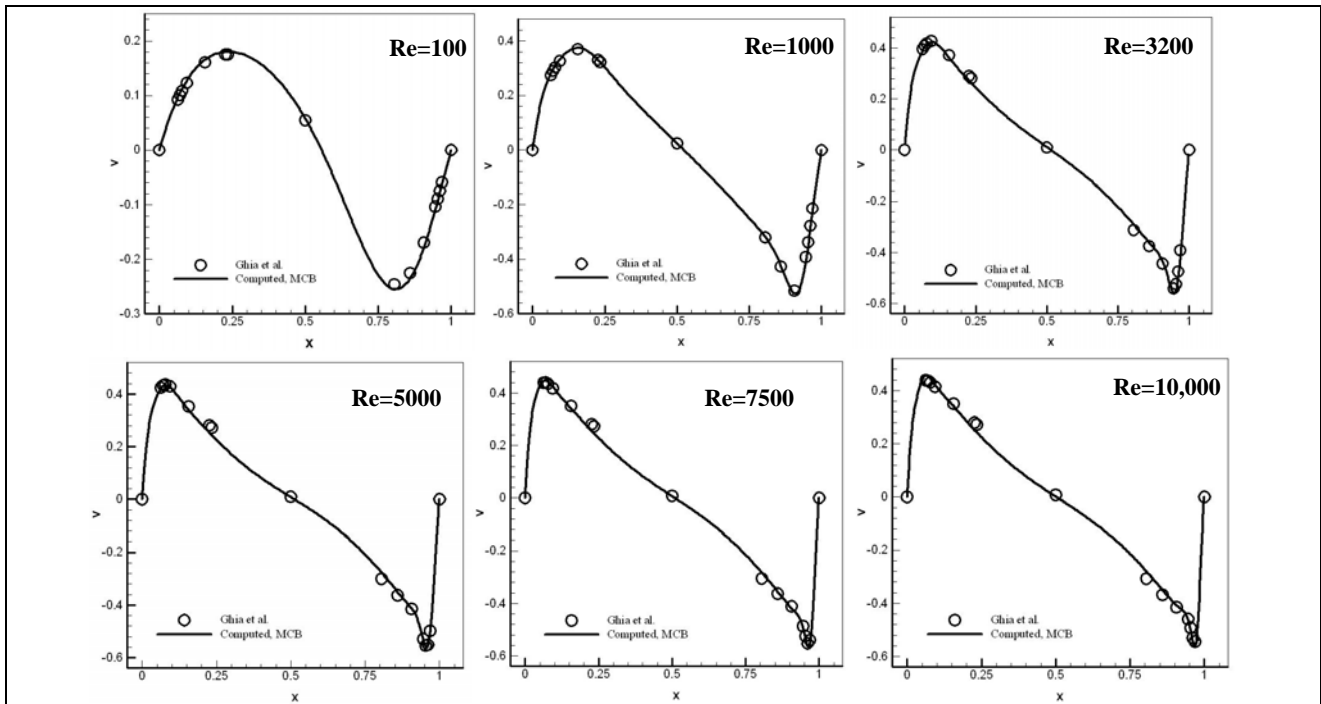 Re=100
0.2
0.1
0
-0.1
-0.2
-0.3
v
Ghia et al.
Computed, MCB
0 0.25 0.5 0.75 1
x
Re=1000
0.4
0.2
0
-0.2
-0.4
-0.6
v
Ghia et al.
Computed, MCB
0 0.25 0.5 0.75 1
x
Re=3200
0.4
0.2
0
-0.2
-0.4
-0.6
v
Ghia et al.
Computed, MCB
0 0.25 0.5 0.75 1
x
Re=5000
0.4
0.2
0
-0.2
-0.4
-0.6
v
Ghia et al.
Computed, MCB
0 0.25 0.5 0.75 1
x
Re=7500
0.4
0.2
0
-0.2
-0.4
-0.6
v
Ghia et al.
Computed, MCB
0 0.25 0.5 0.75 1
x
Re=10,000
0.4
0.2
0
-0.2
-0.4
-0.6
v
Ghia et al.
Computed, MCB
0 0.25 0.5 0.75 1
x